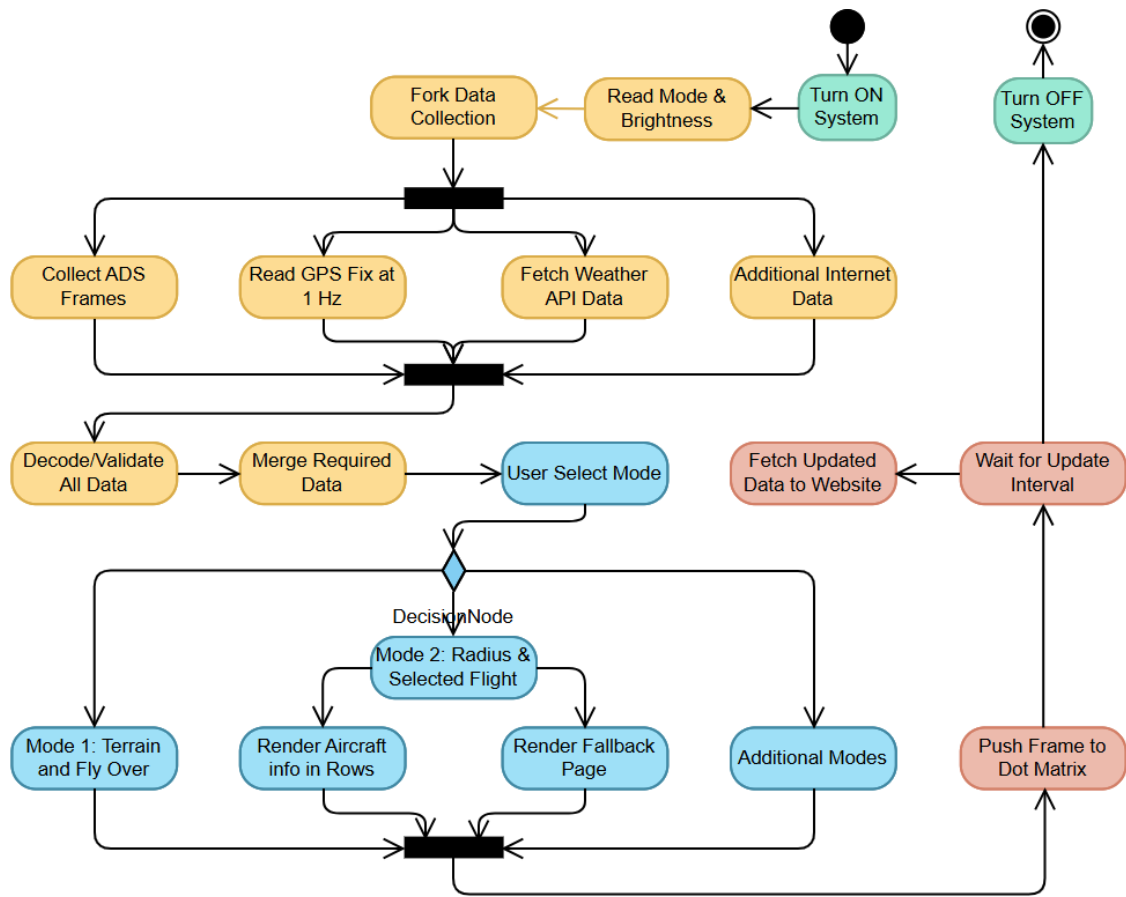 Fork Data
Collection
Read Mode &
Brightness
Turn ON
System
Turn OFF
System
Collect ADS
Frames
Read GPS Fix at
1 Hz
Fetch Weather
API Data
Additional Internet
Data
Decode/Validate
All Data
Merge Required
Data
User Select Mode
Fetch Updated
Data to Website
Wait for Update
Interval
DecisionNode
Mode 2: Radius &
Selected Flight
Mode 1: Terrain
and Fly Over
Render Aircraft
info in Rows
Render Fallback
Page
Additional Modes
Push Frame to
Dot Matrix